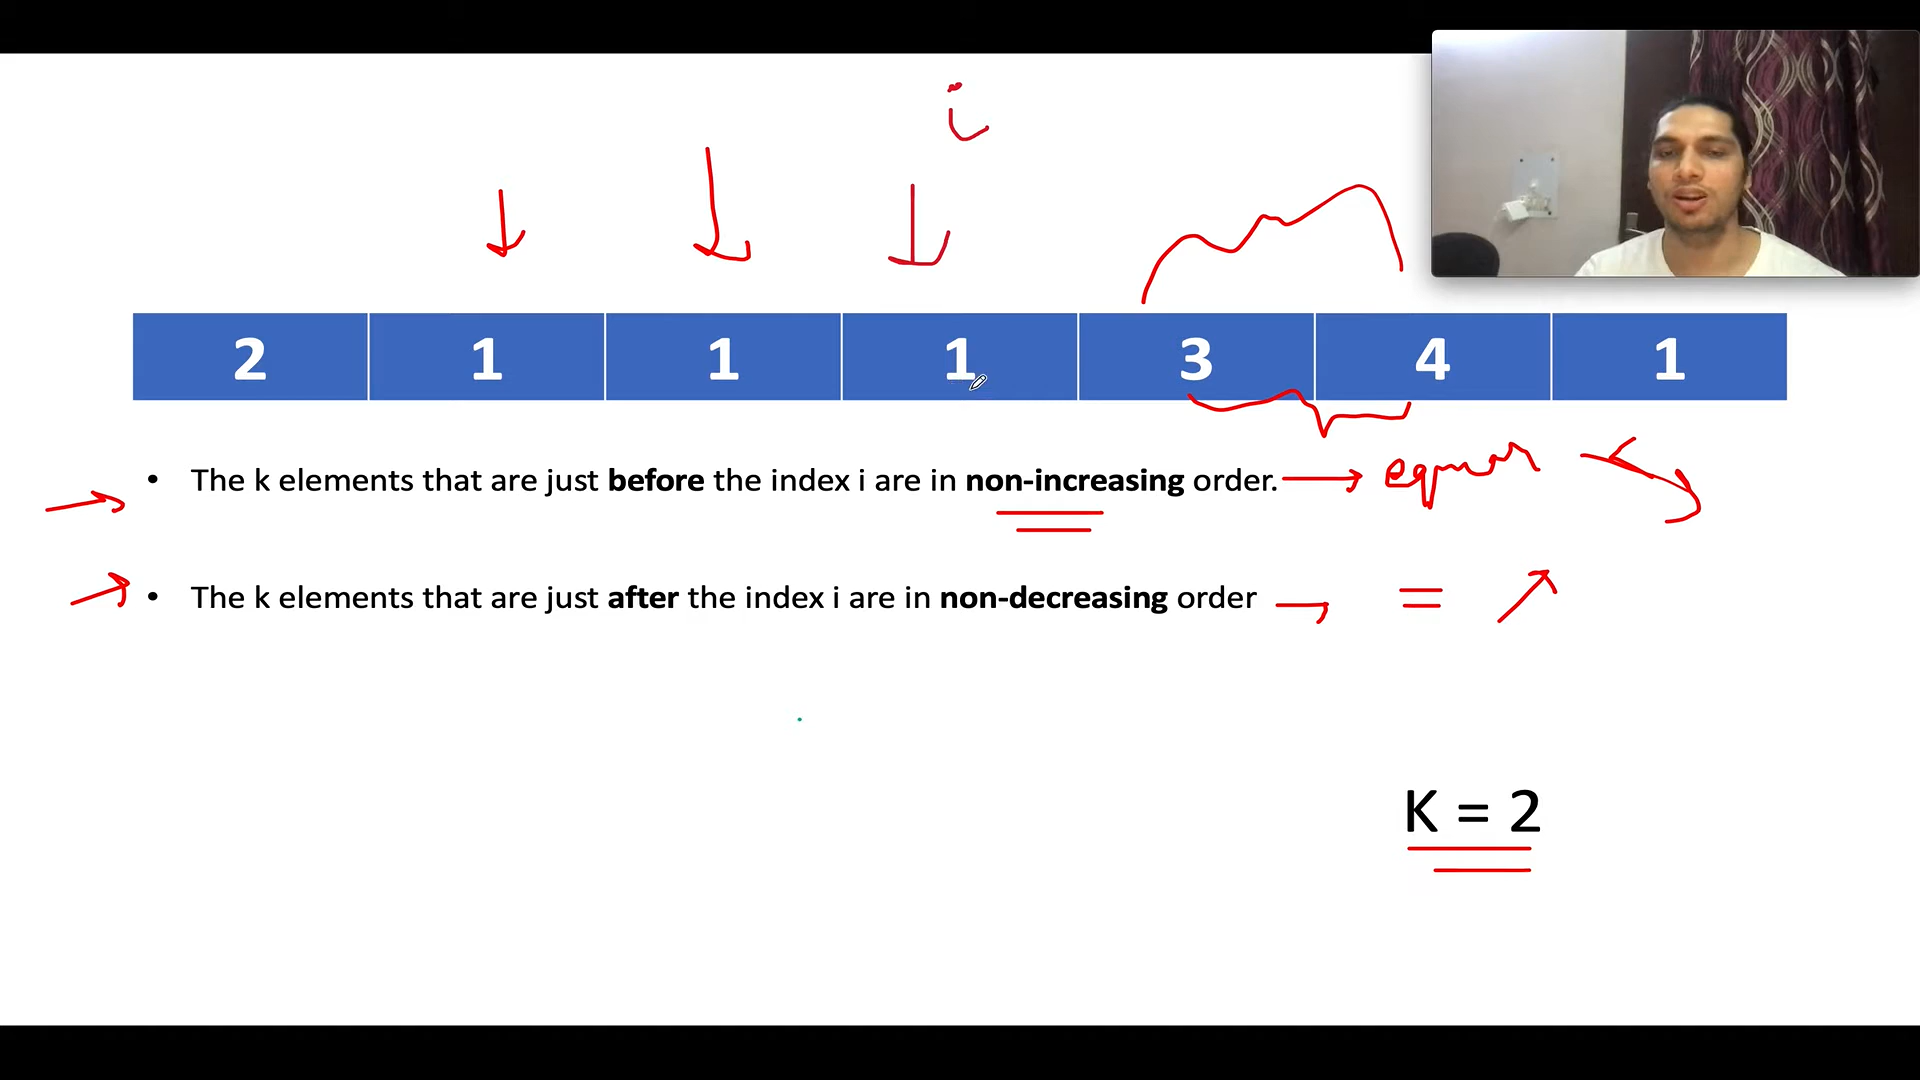 i
2 1 1 1 3 4 1
• The k elements that are just before the index i are in non-increasing order. → equal
• The k elements that are just after the index i are in non-decreasing order → =
K = 2